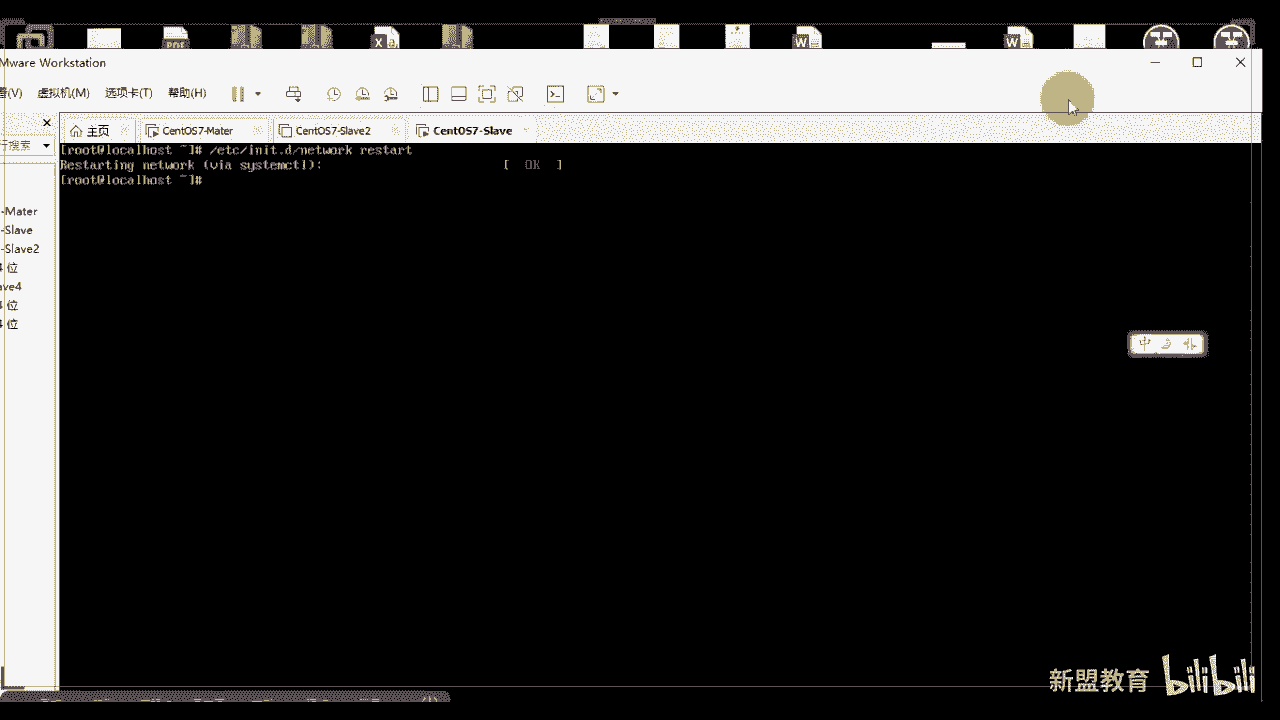 PDF
Mware Workstation
(V) 虚拟机(M) 选项卡(T) 帮助(H)
主页 CentOS7-Mater CentOS7-Slave2 CentOS7-Slave
行搜索
[root@localhost ~]# /etc/init.d/network restart
Restarting network (via systemctl): [ OK ]
[root@localhost ~]#
-Mater
-Slave
-Slave2
4 位
ave4
4 位
4 位
中
新盟教育 bilibili